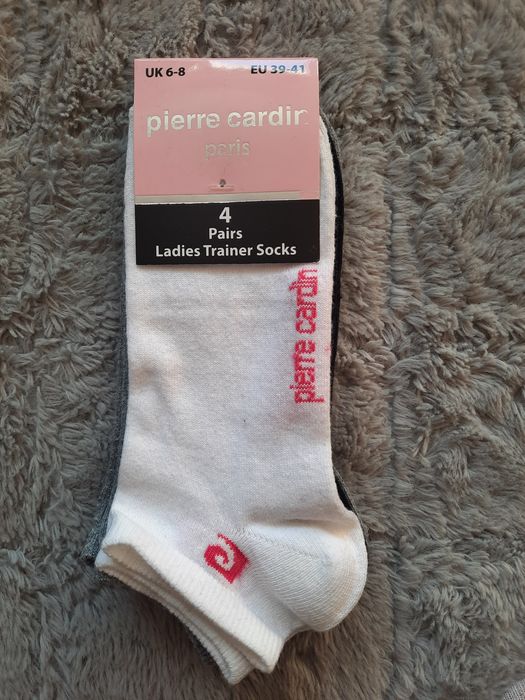 UK 6-8 EU 39-41
pierre cardin
paris
4
Pairs
Ladies Trainer Socks
pierre cardin